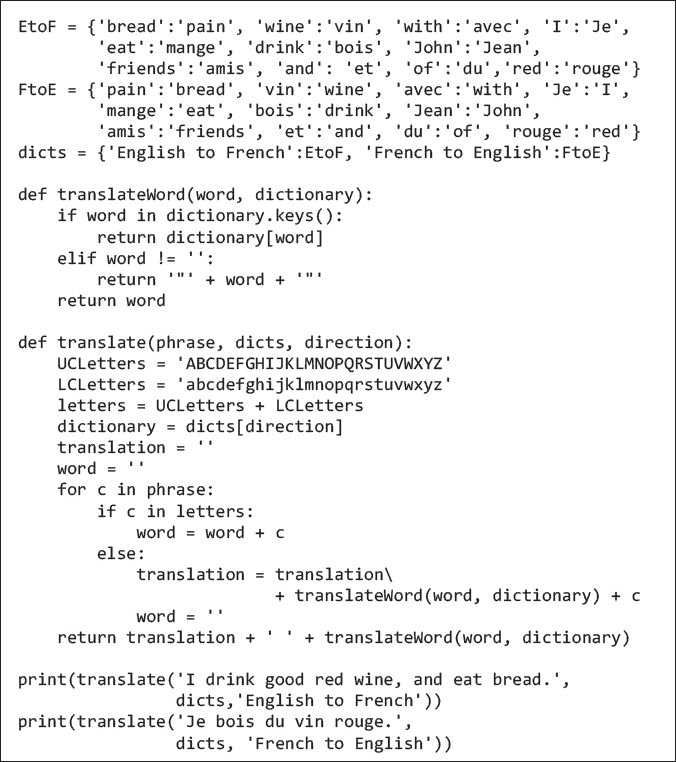 EtoF = {'bread':'pain', 'wine':'vin', 'with':'avec', 'I':'Je',
        'eat':'mange', 'drink':'bois', 'John':'Jean',
        'friends':'amis', 'and': 'et', 'of':'du','red':'rouge'}
FtoE = {'pain':'bread', 'vin':'wine', 'avec':'with', 'Je':'I',
        'mange':'eat', 'bois':'drink', 'Jean':'John',
        'amis':'friends', 'et':'and', 'du':'of', 'rouge':'red'}
dicts = {'English to French':EtoF, 'French to English':FtoE}

def translateWord(word, dictionary):
    if word in dictionary.keys():
        return dictionary[word]
    elif word != '':
        return '"' + word + '"'
    return word

def translate(phrase, dicts, direction):
    UCLetters = 'ABCDEFGHIJKLMNOPQRSTUVWXYZ'
    LCLetters = 'abcdefghijklmnopqrstuvwxyz'
    letters = UCLetters + LCLetters
    dictionary = dicts[direction]
    translation = ''
    word = ''
    for c in phrase:
        if c in letters:
            word = word + c
        else:
            translation = translation\
                          + translateWord(word, dictionary) + c
            word = ''
    return translation + ' ' + translateWord(word, dictionary)

print(translate('I drink good red wine, and eat bread.',
                dicts,'English to French'))
print(translate('Je bois du vin rouge.',
                dicts, 'French to English'))